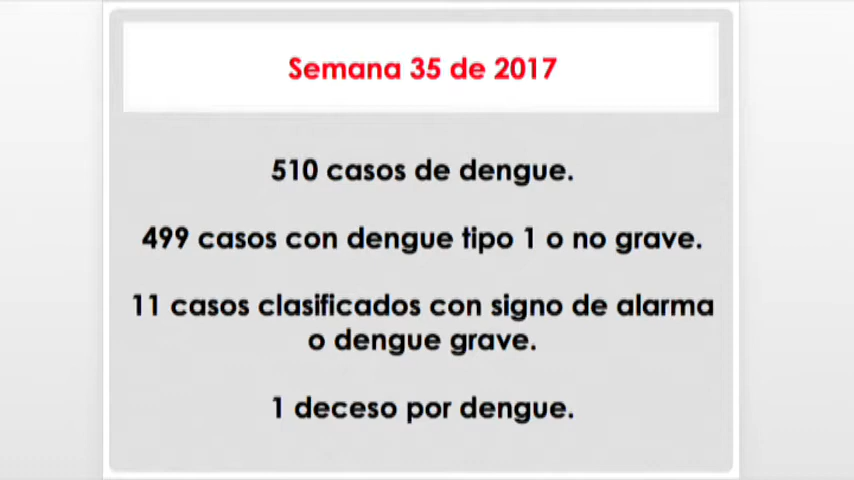 Semana 35 de 2017
510 casos de dengue.
499 casos con dengue tipo 1 o no grave.
11 casos clasificados con signo de alarma
o dengue grave.
1 deceso por dengue.